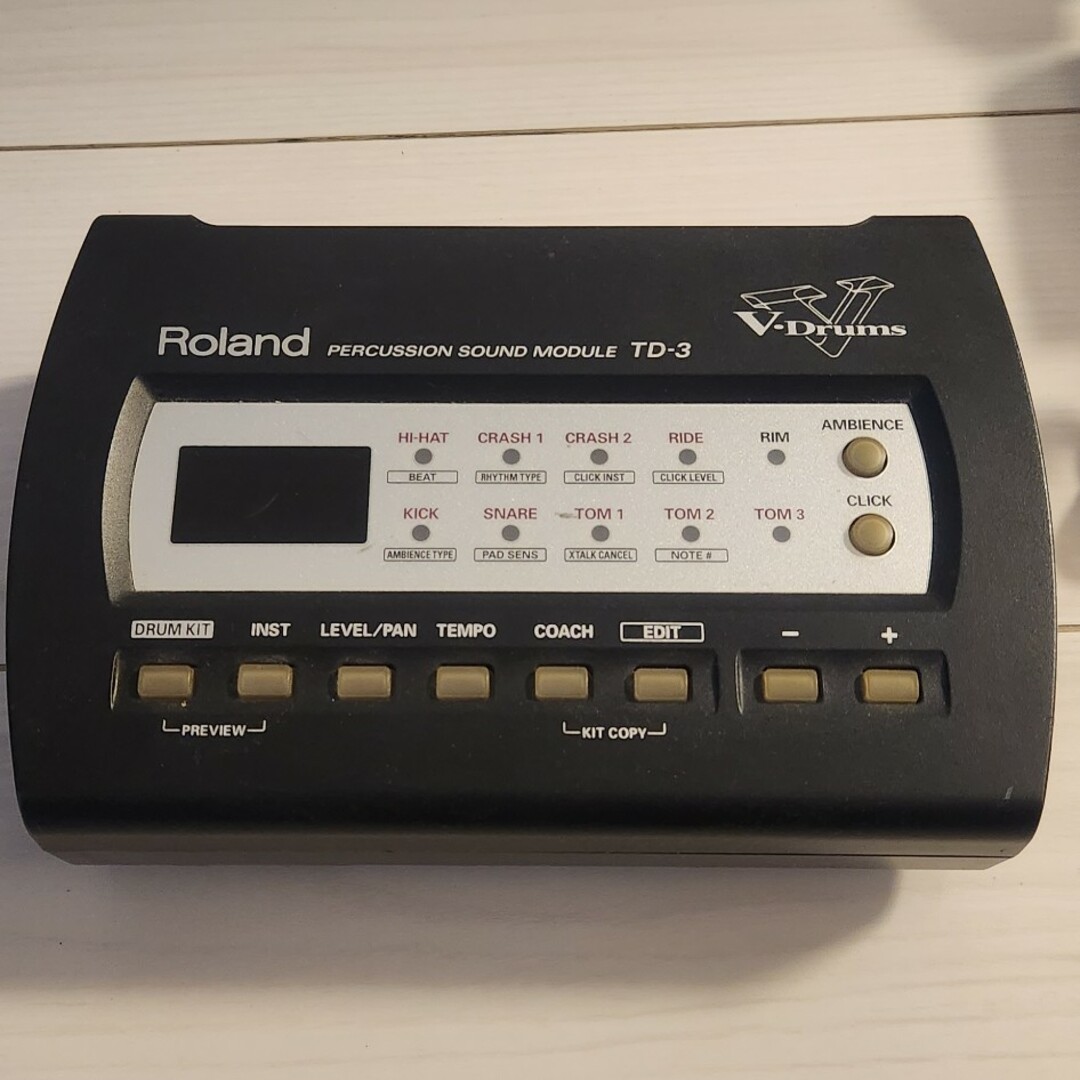 V-Drums
Roland PERCUSSION SOUND MODULE TD-3
HI-HAT CRASH 1 CRASH 2 RIDE RIM AMBIENCE
BEAT RHYTHM TYPE CLICK INST CLICK LEVEL
CLICK
KICK SNARE TOM 1 TOM 2 TOM 3
AMBIENCE TYPE PAD SENS XTALK CANCEL NOTE #
DRUM KIT INST LEVEL/PAN TEMPO COACH EDIT - +
PREVIEW KIT COPY